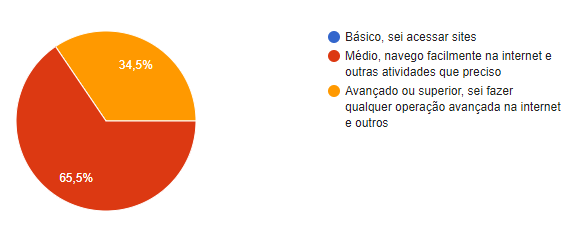 34,5%
65,5%
Básico, sei acessar sites
Médio, navego facilmente na internet e
outras atividades que preciso
Avançado ou superior, sei fazer
qualquer operação avançada na internet
e outros